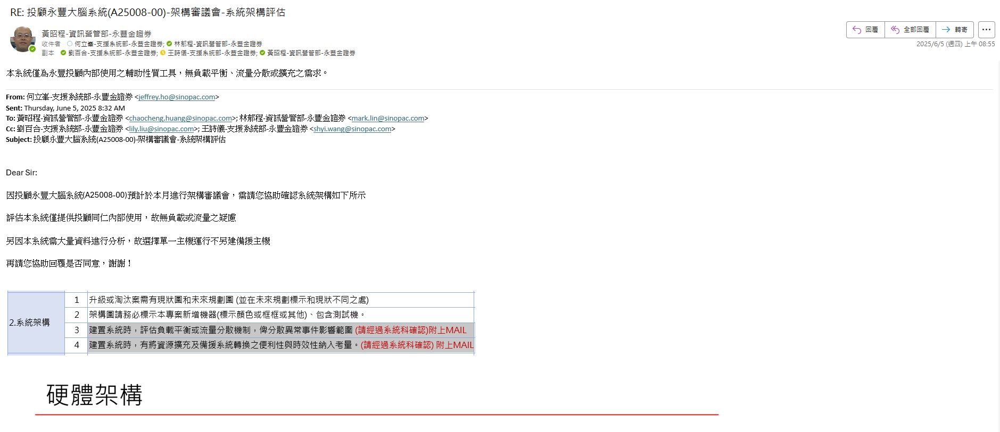 RE: 投顧永豐大腦系統(A25008-00)-架構審議會-系統架構評估
黃昭程-資訊營管部-永豐金證券
收件者 何立峯-支援系統部-永豐金證券; 林郁程-資訊營管部-永豐金證券
副本 劉百合-支援系統部-永豐金證券; 王詩儀-支援系統部-永豐金證券; 黃昭程-資訊營管部-永豐金證券
回覆 全部回覆 轉寄 ···
2025/6/5 (週四) 上午 08:55
本系統僅為永豐投顧內部使用之輔助性質工具，無負載平衡、流量分散或擴充之需求。
From: 何立峯-支援系統部-永豐金證券 <jeffrey.ho@sinopac.com>
Sent: Thursday, June 5, 2025 8:32 AM
To: 黃昭程-資訊營管部-永豐金證券 <chaocheng.huang@sinopac.com>; 林郁程-資訊營管部-永豐金證券 <mark.lin@sinopac.com>
Cc: 劉百合-支援系統部-永豐金證券 <lily.liu@sinopac.com>; 王詩儀-支援系統部-永豐金證券 <shyi.wang@sinopac.com>
Subject: 投顧永豐大腦系統(A25008-00)-架構審議會-系統架構評估
Dear Sir:
因投顧永豐大腦系統(A25008-00)預計於本月進行架構審議會，需請您協助確認系統架構如下所示
評估本系統僅提供投顧同仁內部使用，故無負載或流量之疑慮
另因本系統需大量資料進行分析，故選擇單一主機運行不另建備援主機
再請您協助回覆是否同意，謝謝！
2.系統架構
1 升級或淘汰案需有現狀圖和未來規劃圖 (並在未來規劃標示和現狀不同之處)
2 架構圖請務必標示本專案新增機器(標示顏色或框框或其他)、包含測試機。
3 建置系統時，評估負載平衡或流量分散機制，俾分散異常事件影響範圍 (請經過系統科確認)附上MAIL
4 建置系統時，有將資源擴充及備援系統轉換之便利性與時效性納入考量。(請經過系統科確認) 附上MAIL
硬體架構